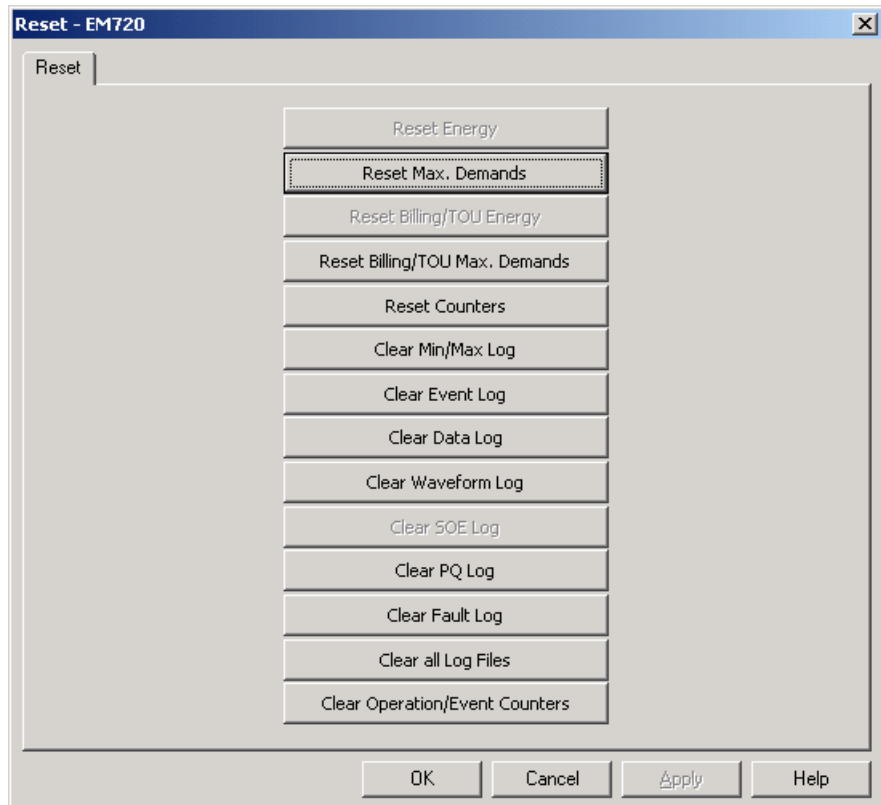 Reset - EM720
Reset
Reset Energy
Reset Max. Demands
Reset Billing/TOU Energy
Reset Billing/TOU Max. Demands
Reset Counters
Clear Min/Max Log
Clear Event Log
Clear Data Log
Clear Waveform Log
Clear SOE Log
Clear PQ Log
Clear Fault Log
Clear all Log Files
Clear Operation/Event Counters
OK Cancel Apply Help